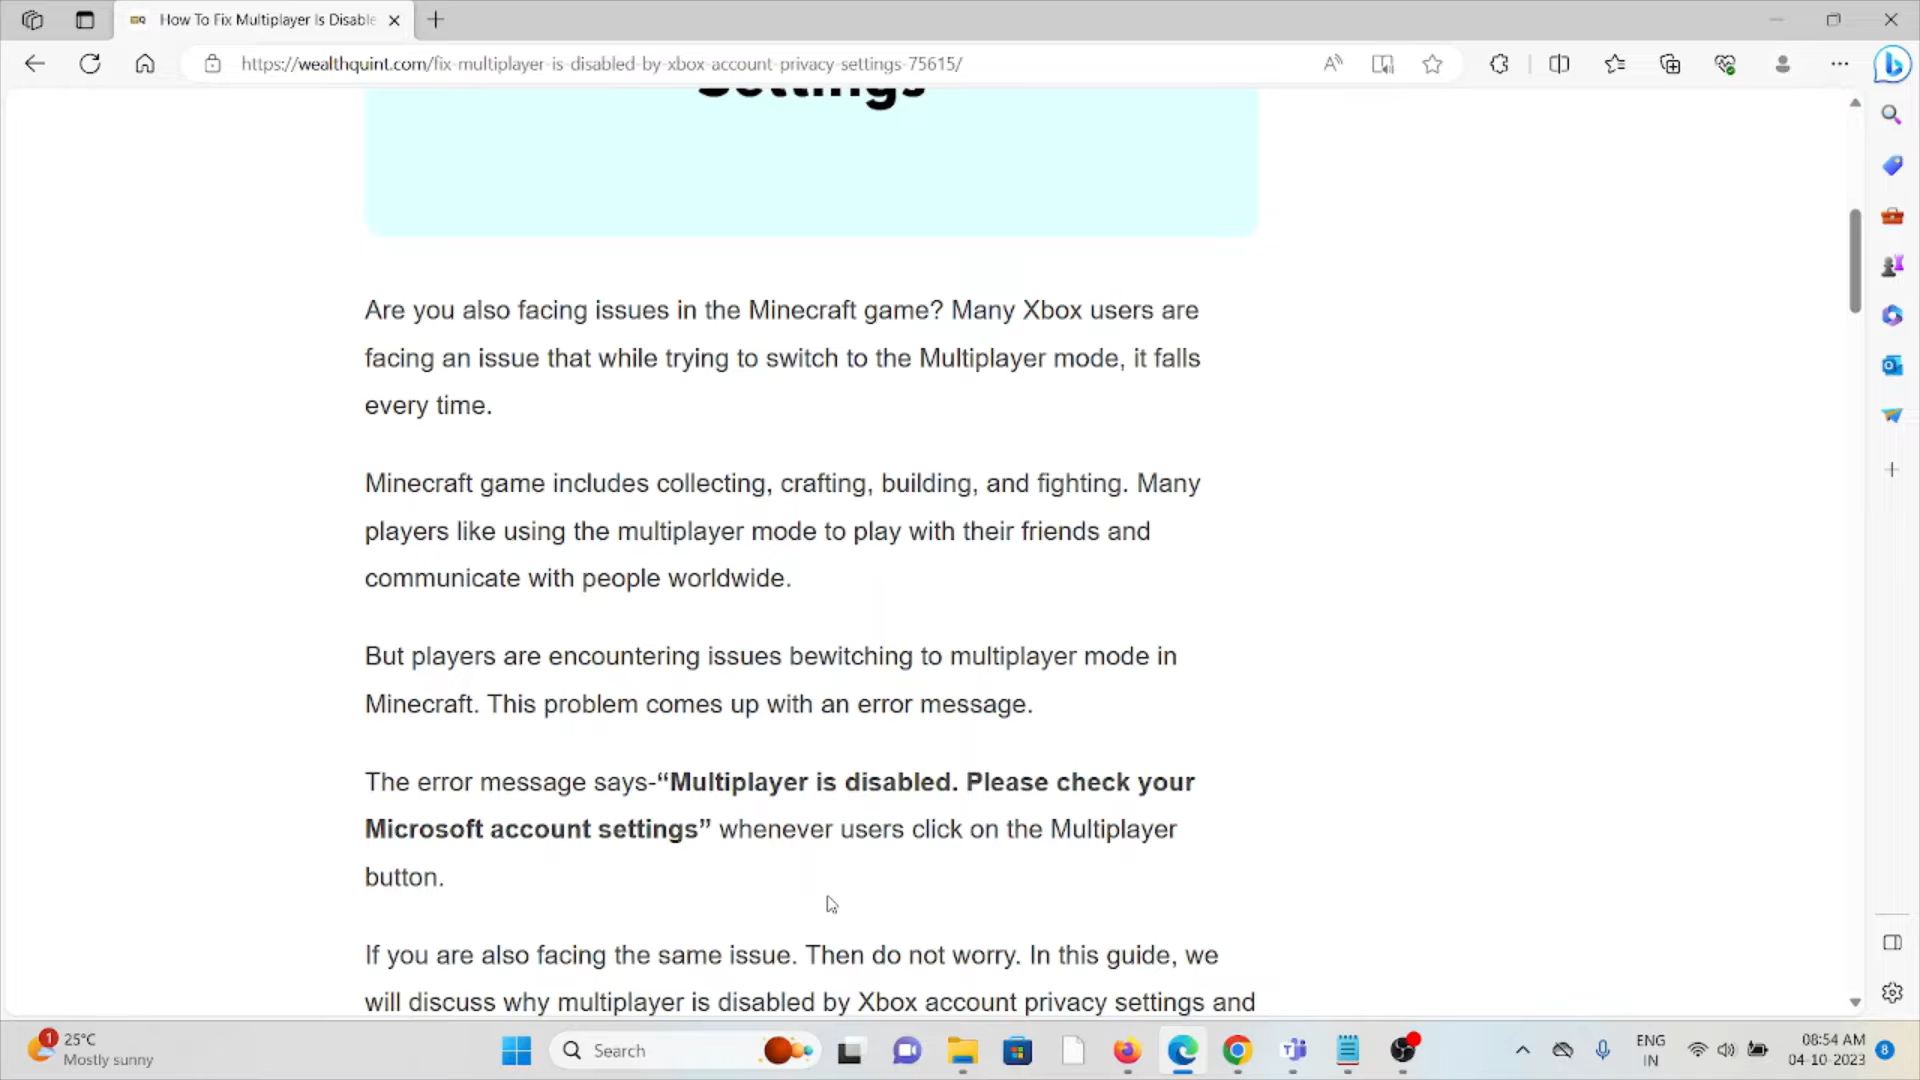 How To Fix Multiplayer Is Disable
https://wealthquint.com/fix-multiplayer-is-disabled-by-xbox-account-privacy-settings-75615/
Settings
Are you also facing issues in the Minecraft game? Many Xbox users are
facing an issue that while trying to switch to the Multiplayer mode, it falls
every time.
Minecraft game includes collecting, crafting, building, and fighting. Many
players like using the multiplayer mode to play with their friends and
communicate with people worldwide.
But players are encountering issues bewitching to multiplayer mode in
Minecraft. This problem comes up with an error message.
The error message says-“Multiplayer is disabled. Please check your
Microsoft account settings” whenever users click on the Multiplayer
button.
If you are also facing the same issue. Then do not worry. In this guide, we
will discuss why multiplayer is disabled by Xbox account privacy settings and
1
25°C
Mostly sunny
Search
ENG
IN
08:54 AM
04-10-2023
8